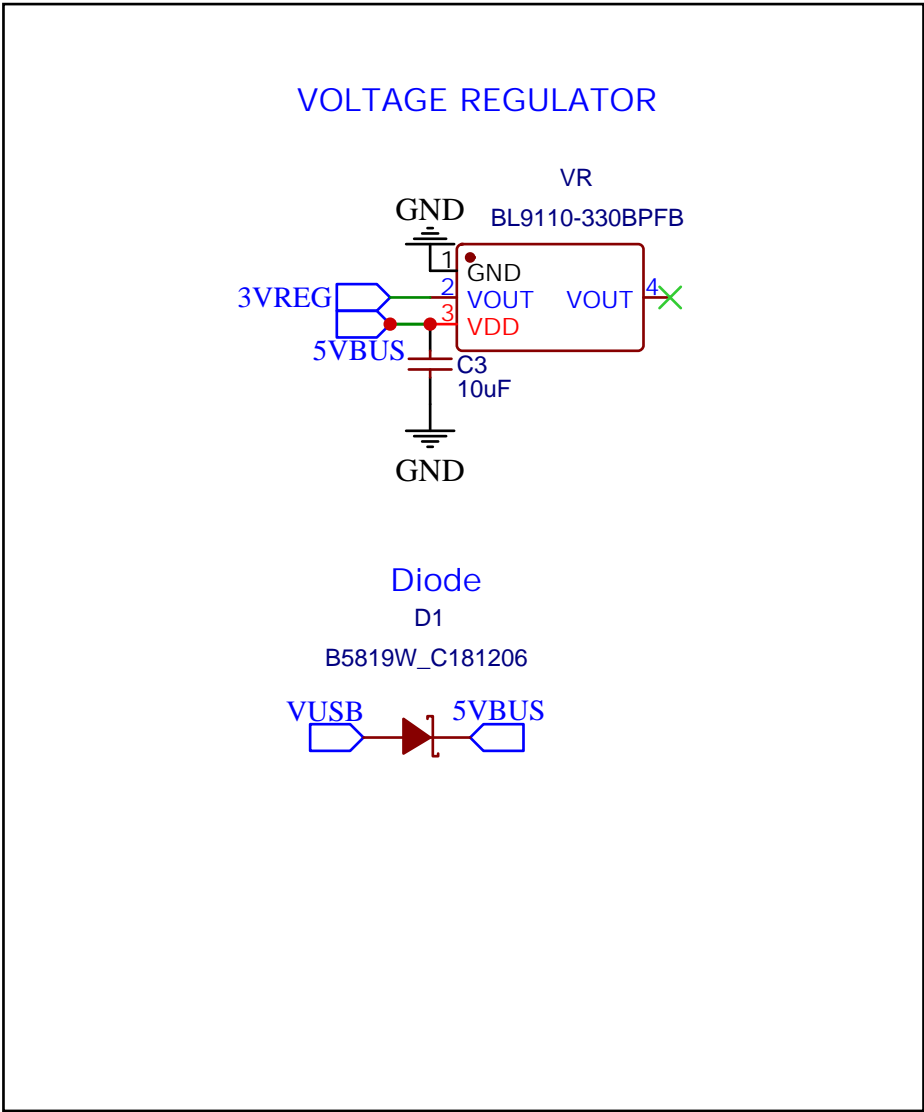 VOLTAGE REGULATOR
VR
BL9110-330BPFB
GND
1
GND
3VREG
2
VOUT
VOUT
4
3
VDD
5VBUS
C3
10uF
GND
Diode
D1
B5819W_C181206
VUSB
5VBUS